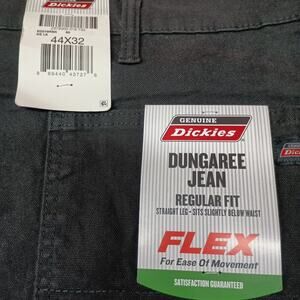 Dickies
44X32
GENUINE
Dickies
DUNGAREE
JEAN
REGULAR FIT
STRAIGHT LEG • SITS SLIGHTLY BELOW WAIST
FLEX
For Ease Of Movement
SATISFACTION GUARANTEED
Dickies